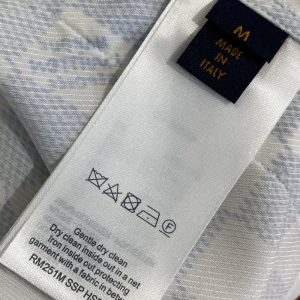 M
MADE
IN
ITALY
Gentle dry clean
Dry clean inside out in a net
Iron inside out protecting
garment with a fabric in betw
RM251M SSP HS